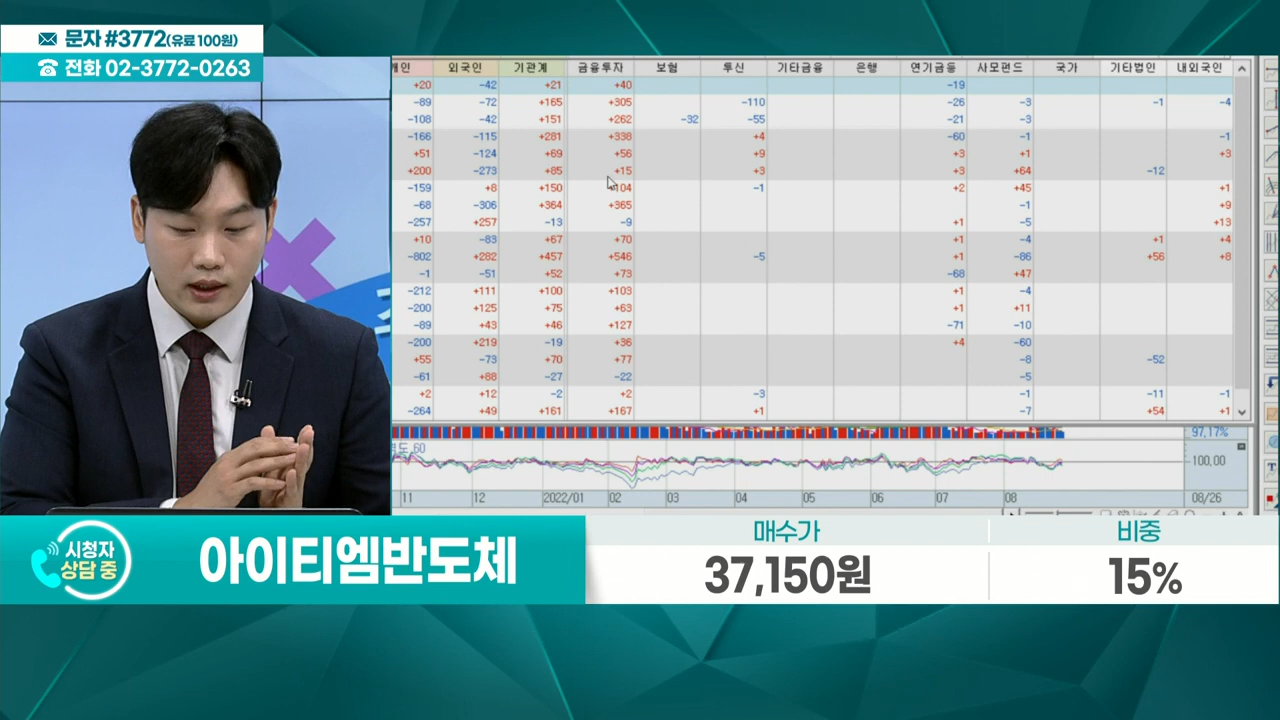 문자 #3772(유료 100원)
전화 02-3772-0263
개인 외국인 기관계 금융투자 보험 투신 기타금융 은행 연기금등 사모펀드 국가 기타법인 내외국인
+20 -42 +21 +40 -19
-89 -72 +165 +305 -110 -26 -3 -1 -4
-108 -42 +151 +262 -32 -55 -21 -3
-166 -115 +281 +338 +4 -60 -1 -1
+51 -124 +69 +56 +9 +3 +1 +3
+200 -273 +85 +15 +3 +3 +64 -12
-159 +8 +150 +104 -1 +2 +45 +1
-68 -306 +364 +365 -1 +9
-257 +257 -13 -9 +1 -5 +13
+10 -83 +67 +70 +1 -4 +1 +4
-802 +282 +457 +546 -5 +1 -86 +56 +8
-1 -51 +52 +73 -68 +47
-212 +111 +100 +103 +1 -4
-200 +125 +75 +63 +1 +11
-89 +43 +46 +127 -71 -10
-200 +219 -19 +36 +4 -60
+55 -73 +70 +77 -8 -52
-61 +88 -27 -22 -5
+2 +12 -2 +2 -3 -1 -11 -1
-264 +49 +161 +167 +1 -7 +54 +1
97,17%
도,60
100,00
11 12 2022/01 02 03 04 05 06 07 08 08/26
시청자
상담 중
아이티엠반도체
매수가 비중
37,150원 15%